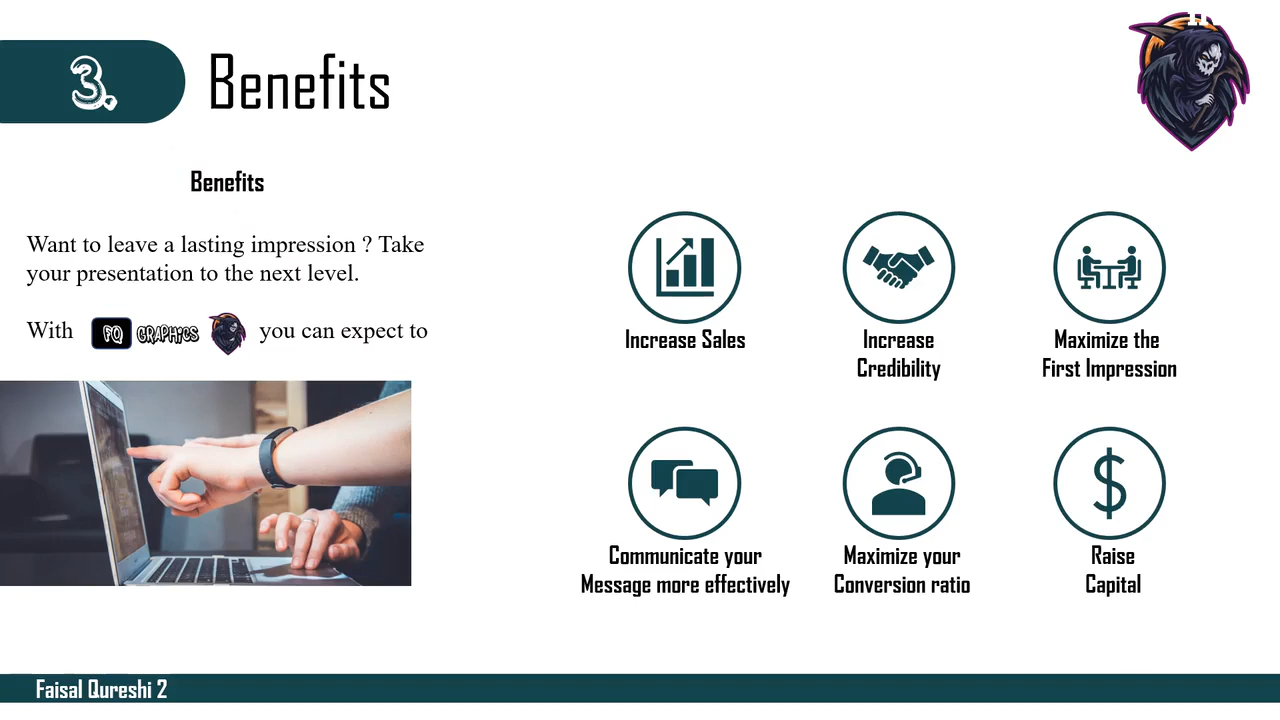 3.
Benefits
Benefits
Want to leave a lasting impression ? Take
your presentation to the next level.
With FQ GRAPHiCS you can expect to
Increase Sales
Increase
Credibility
Maximize the
First Impression
Communicate your
Message more effectively
Maximize your
Conversion ratio
Raise
Capital
Faisal Qureshi 2